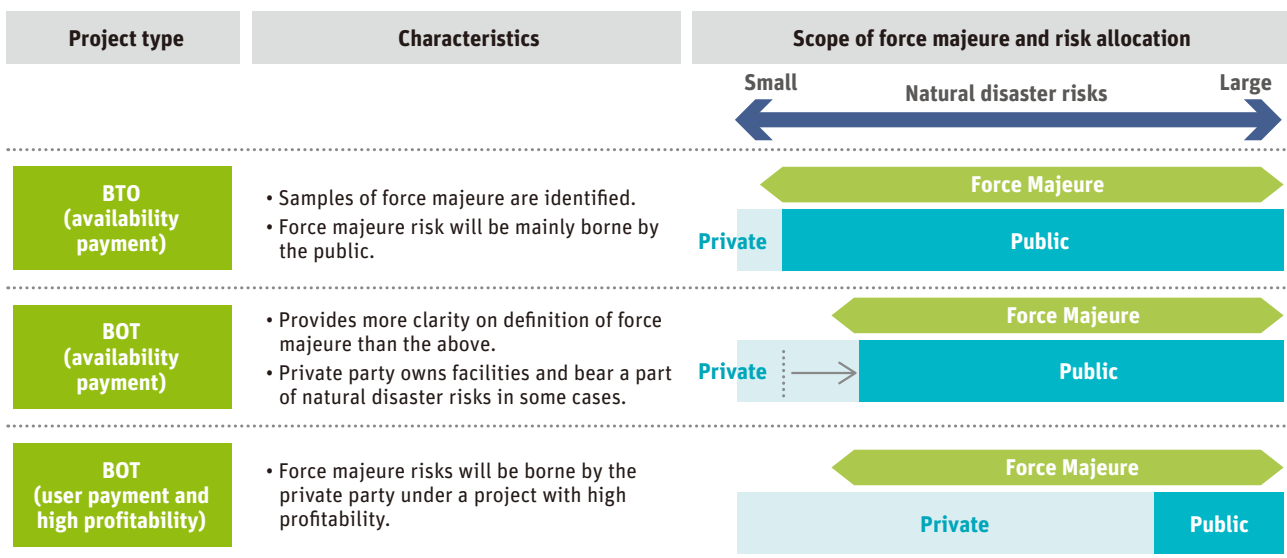 Project type
Characteristics
Scope of force majeure and risk allocation
Small
Natural disaster risks
Large
BTO
(availability
payment)
• Samples of force majeure are identified.
• Force majeure risk will be mainly borne by
the public.
Force Majeure
Private
Public
BOT
(availability
payment)
• Provides more clarity on definition of force
majeure than the above.
• Private party owns facilities and bear a part
of natural disaster risks in some cases.
Force Majeure
Private
Public
BOT
(user payment and
high profitability)
• Force majeure risks will be borne by the
private party under a project with high
profitability.
Force Majeure
Private
Public